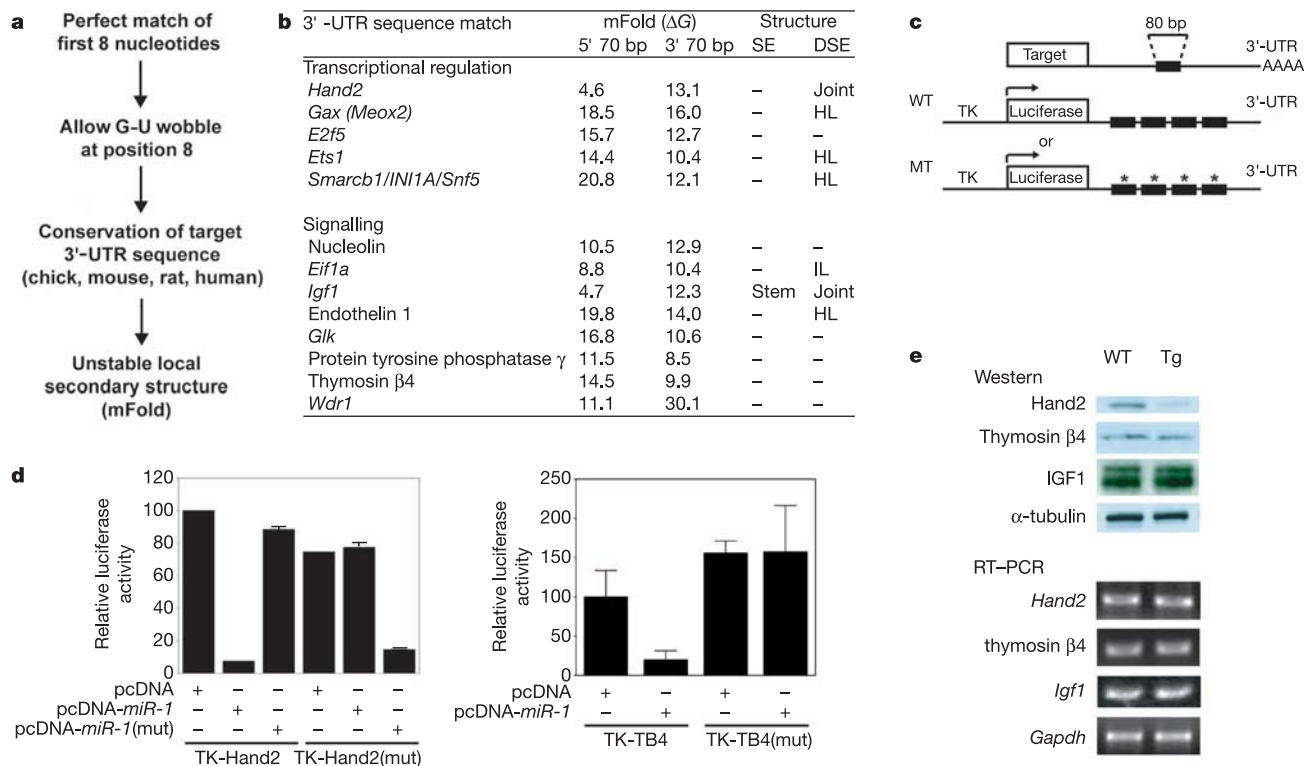 a
Perfect match of
first 8 nucleotides
Allow G-U wobble
at position 8
Conservation of target
3'-UTR sequence
(chick, mouse, rat, human)
Unstable local
secondary structure
(mFold)
b
3' -UTR sequence match mFold (ΔG) Structure
5' 70 bp 3' 70 bp SE DSE
Transcriptional regulation
Hand2 4.6 13.1 – Joint
Gax (Meox2) 18.5 16.0 – HL
E2f5 15.7 12.7 – –
Ets1 14.4 10.4 – HL
Smarcb1/INI1A/Snf5 20.8 12.1 – HL
Signalling
Nucleolin 10.5 12.9 – –
Eif1a 8.8 10.4 – IL
Igf1 4.7 12.3 Stem Joint
Endothelin 1 19.8 14.0 – HL
Glk 16.8 10.6 – –
Protein tyrosine phosphatase γ 11.5 8.5 – –
Thymosin β4 14.5 9.9 – –
Wdr1 11.1 30.1 – –
c
80 bp
Target 3'-UTR
AAAA
WT TK Luciferase 3'-UTR
or
MT TK Luciferase * * * * 3'-UTR
d
Relative luciferase
activity
120
100
80
60
40
20
0
pcDNA + – – + – –
pcDNA-miR-1 – + – – + –
pcDNA-miR-1(mut) – – + – – +
TK-Hand2 TK-Hand2(mut)
Relative luciferase
activity
250
200
150
100
50
0
pcDNA + – + –
pcDNA-miR-1 – + – +
TK-TB4 TK-TB4(mut)
e
WT Tg
Western
Hand2
Thymosin β4
IGF1
α-tubulin
RT–PCR
Hand2
thymosin β4
Igf1
Gapdh